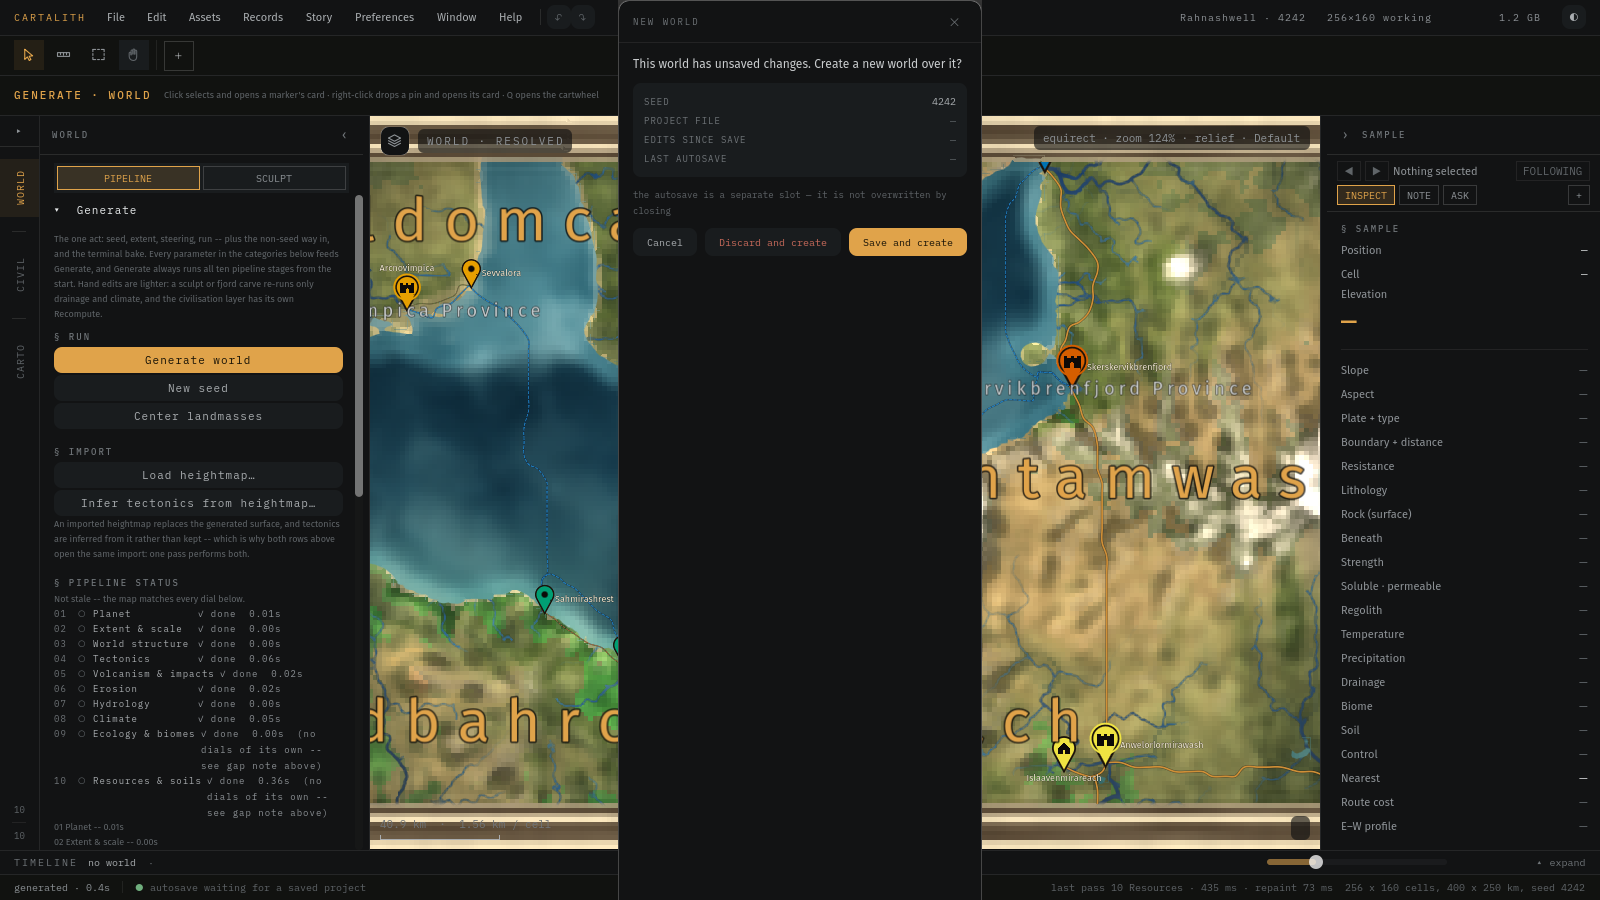 CARTALITH File Edit Assets Records Story Preferences Window Help
Rahnashwell · 4242 256×160 working 1.2 GB
GENERATE · WORLD Click selects and opens a marker's card · right-click drops a pin and opens its card · Q opens the cartwheel
WORLD
CIVIL
CARTO
10
10
WORLD
PIPELINE SCULPT
Generate
The one act: seed, extent, steering, run -- plus the non-seed way in,
and the terminal bake. Every parameter in the categories below feeds
Generate, and Generate always runs all ten pipeline stages from the
start. Hand edits are lighter: a sculpt or fjord carve re-runs only
drainage and climate, and the civilisation layer has its own
Recompute.
§ RUN
Generate world
New seed
Center landmasses
§ IMPORT
Load heightmap…
Infer tectonics from heightmap…
An imported heightmap replaces the generated surface, and tectonics
are inferred from it rather than kept -- which is why both rows above
open the same import: one pass performs both.
§ PIPELINE STATUS
Not stale -- the map matches every dial below.
01 ○ Planet √ done 0.01s
02 ○ Extent & scale √ done 0.00s
03 ○ World structure √ done 0.00s
04 ○ Tectonics √ done 0.06s
05 ○ Volcanism & impacts √ done 0.02s
06 ○ Erosion √ done 0.02s
07 ○ Hydrology √ done 0.00s
08 ○ Climate √ done 0.05s
09 ○ Ecology & biomes √ done 0.00s (no
dials of its own --
see gap note above)
10 ○ Resources & soils √ done 0.36s (no
dials of its own --
see gap note above)
01 Planet -- 0.01s
02 Extent & scale -- 0.00s
WORLD · RESOLVED
domca
Arcnovimpica
Sevvalora
mpica Province
Sahmirashrest
dbahrc
40.9 km · 1.56 km / cell
NEW WORLD
This world has unsaved changes. Create a new world over it?
SEED 4242
PROJECT FILE —
EDITS SINCE SAVE —
LAST AUTOSAVE —
the autosave is a separate slot — it is not overwritten by
closing
Cancel Discard and create Save and create
equirect · zoom 124% · relief · Default
Skerskervikbrenfjord
rvikbrenfjord Province
ntamwas
ch
Anwelorlormirawash
Islaavenmirareach
SAMPLE
◀ ▶ Nothing selected FOLLOWING
INSPECT NOTE ASK +
§ SAMPLE
Position —
Cell —
Elevation
—
Slope —
Aspect —
Plate + type —
Boundary + distance —
Resistance —
Lithology —
Rock (surface) —
Beneath —
Strength —
Soluble · permeable —
Regolith —
Temperature —
Precipitation —
Drainage —
Biome —
Soil —
Control —
Nearest —
Route cost —
E–W profile —
TIMELINE no world ·
expand
generated · 0.4s ● autosave waiting for a saved project
last pass 10 Resources · 435 ms · repaint 73 ms 256 x 160 cells, 400 x 250 km, seed 4242